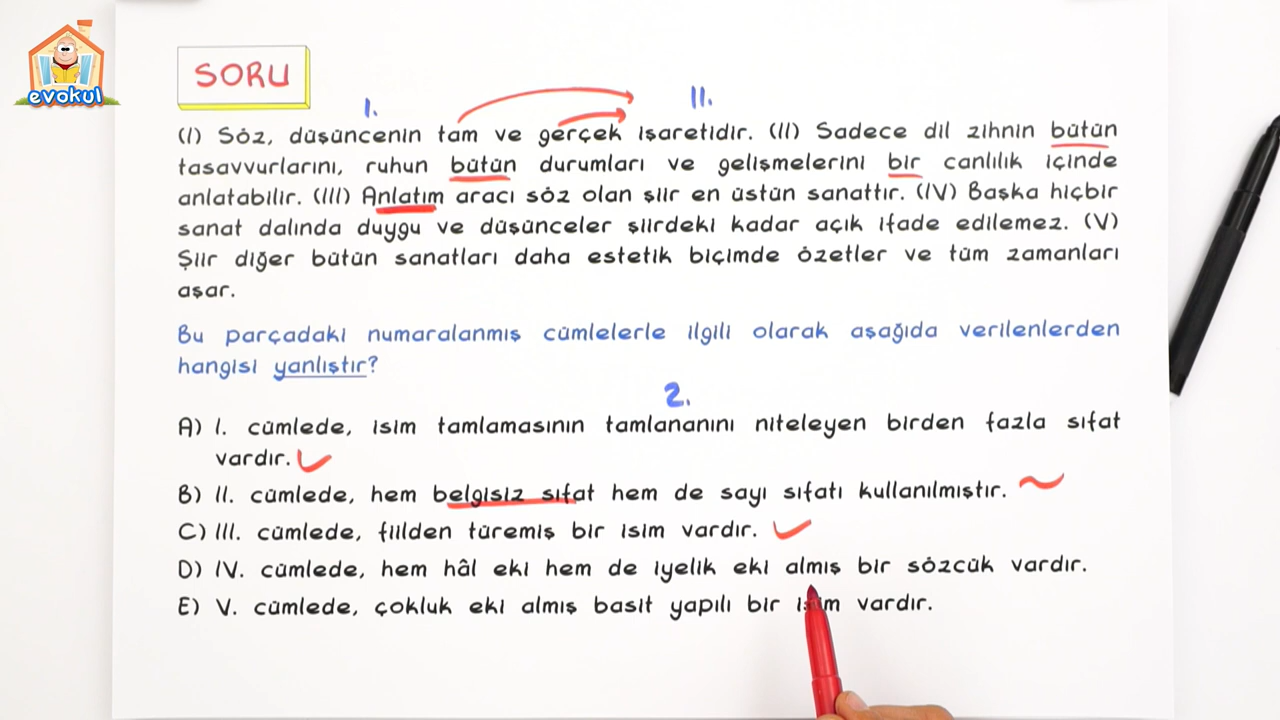 evokul
SORU
I.
II.
(I) Söz, düşüncenin tam ve gerçek işaretidir. (II) Sadece dil zihnin bütün
tasavvurlarını, ruhun bütün durumları ve gelişmelerini bir canlılık içinde
anlatabilir. (III) Anlatım aracı söz olan şiir en üstün sanattır. (IV) Başka hiçbir
sanat dalında duygu ve düşünceler şiirdeki kadar açık ifade edilemez. (V)
Şiir diğer bütün sanatları daha estetik biçimde özetler ve tüm zamanları
aşar.
Bu parçadaki numaralanmış cümlelerle ilgili olarak aşağıda verilenlerden
hangisi yanlıştır?
2.
A) I. cümlede, isim tamlamasının tamlananını niteleyen birden fazla sıfat
vardır.
B) II. cümlede, hem belgisiz sıfat hem de sayı sıfatı kullanılmıştır.
C) III. cümlede, fiilden türemiş bir isim vardır.
D) IV. cümlede, hem hâl eki hem de iyelik eki almış bir sözcük vardır.
E) V. cümlede, çokluk eki almış basit yapılı bir isim vardır.